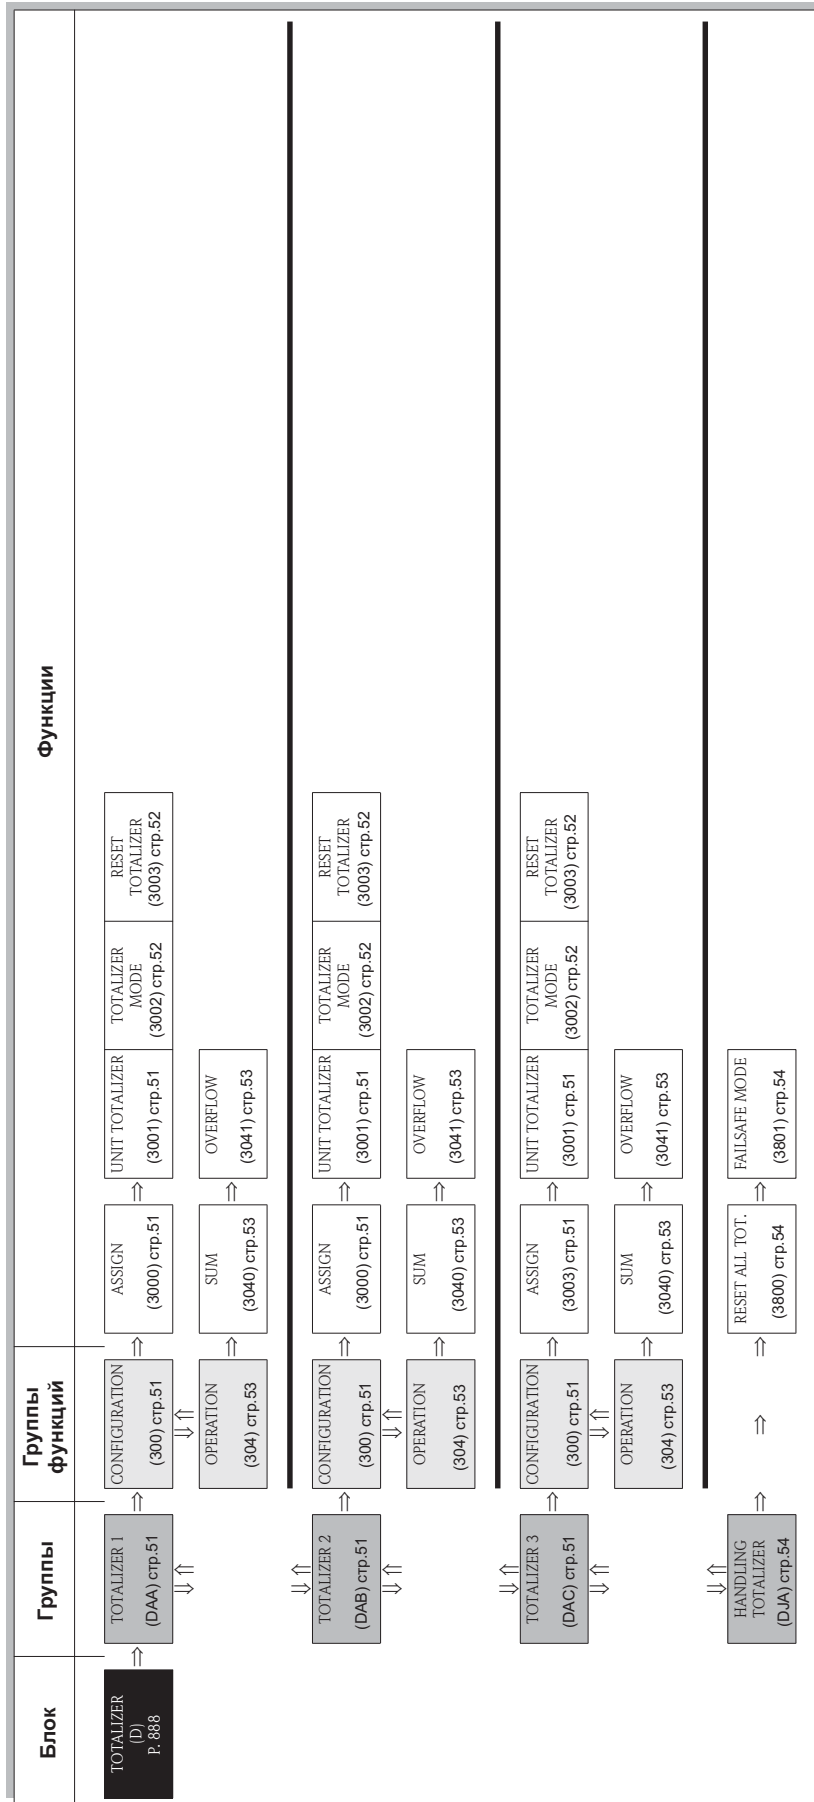 Блок
Группы
Группы
функций
Функции
TOTALIZER
(D)
P. 888
TOTALIZER 1
(DAA) стр.51
CONFIGURATION
(300) стр.51
ASSIGN
(3000) стр.51
UNIT TOTALIZER
(3001) стр.51
TOTALIZER
MODE
(3002) стр.52
RESET
TOTALIZER
(3003) стр.52
OPERATION
(304) стр.53
SUM
(3040) стр.53
OVERFLOW
(3041) стр.53
TOTALIZER 2
(DAB) стр.51
CONFIGURATION
(300) стр.51
ASSIGN
(3000) стр.51
UNIT TOTALIZER
(3001) стр.51
TOTALIZER
MODE
(3002) стр.52
RESET
TOTALIZER
(3003) стр.52
OPERATION
(304) стр.53
SUM
(3040) стр.53
OVERFLOW
(3041) стр.53
TOTALIZER 3
(DAC) стр.51
CONFIGURATION
(300) стр.51
ASSIGN
(3003) стр.51
UNIT TOTALIZER
(3001) стр.51
TOTALIZER
MODE
(3002) стр.52
RESET
TOTALIZER
(3003) стр.52
OPERATION
(304) стр.53
SUM
(3040) стр.53
OVERFLOW
(3041) стр.53
HANDLING
TOTALIZER
(DJA) стр.54
RESET ALL TOT.
(3800) стр.54
FAILSAFE MODE
(3801) стр.54